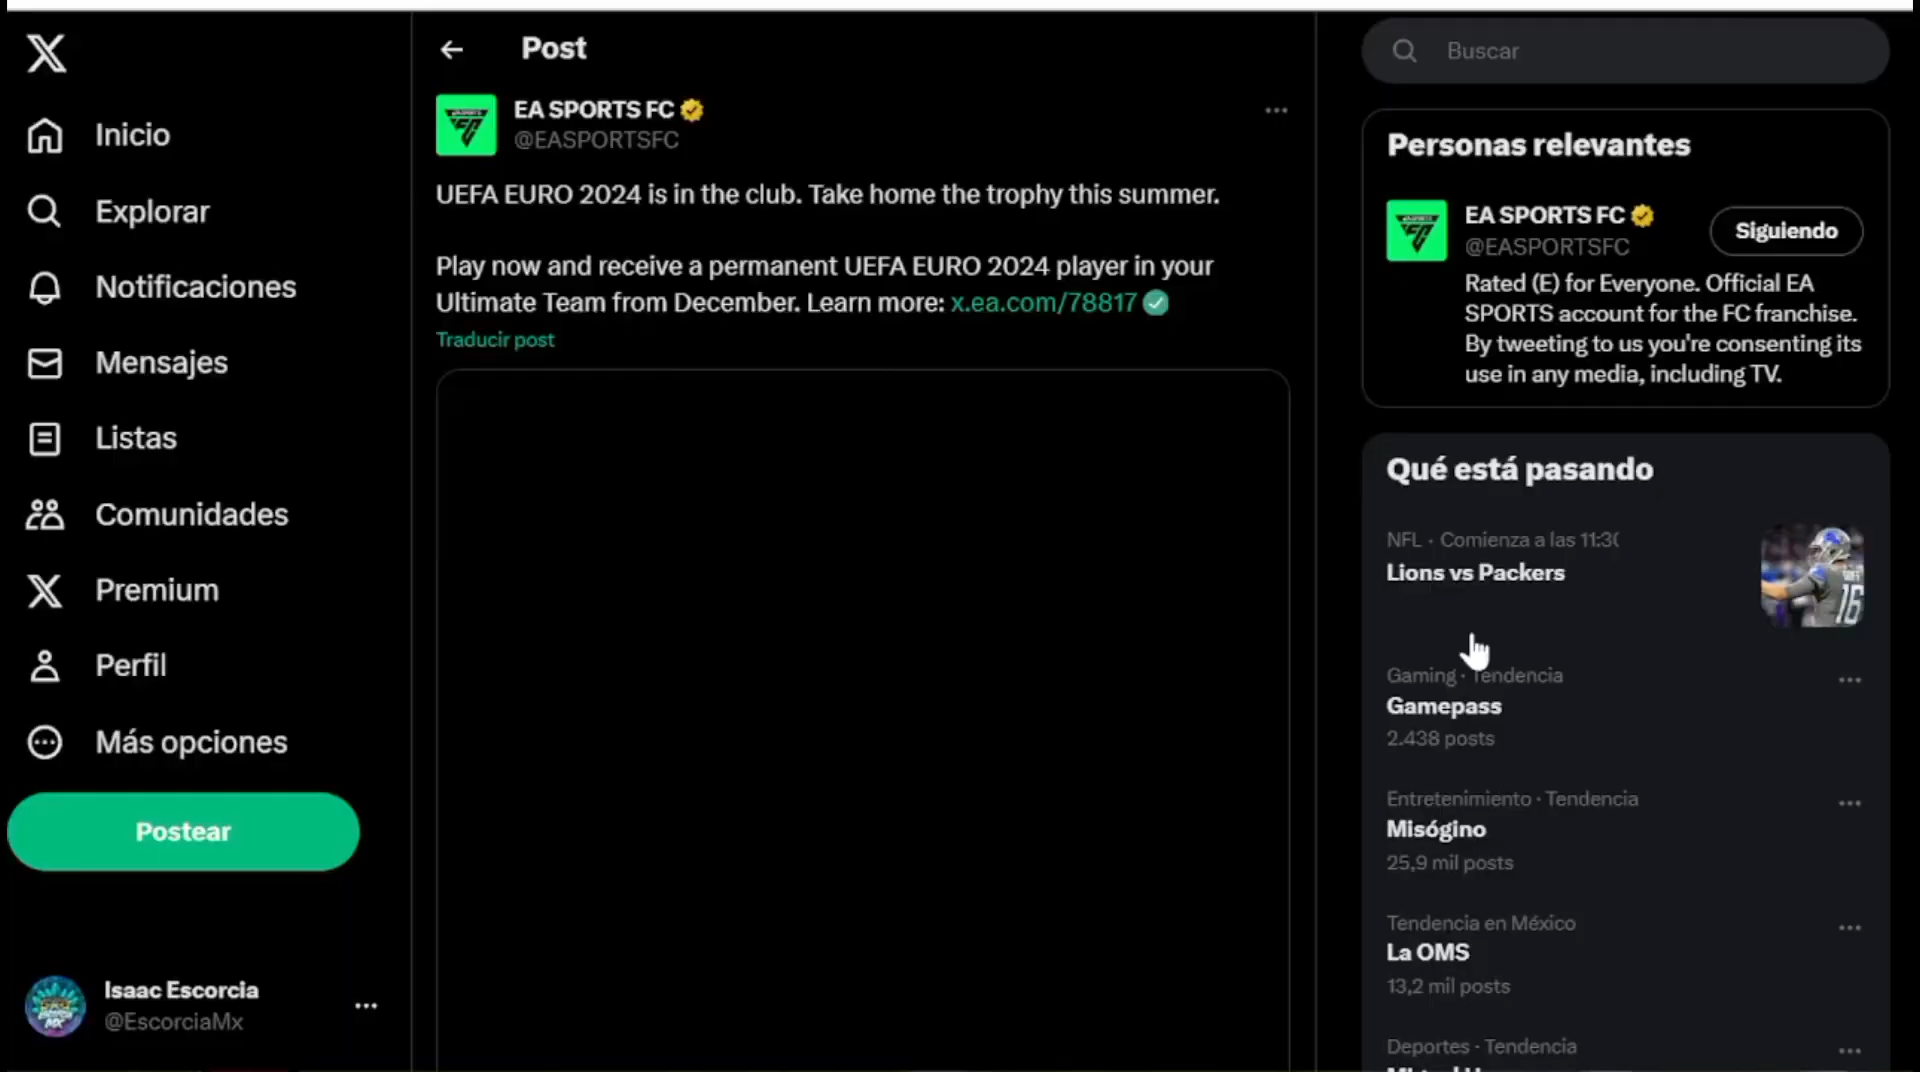 Inicio
Explorar
Notificaciones
Mensajes
Listas
Comunidades
Premium
Perfil
Más opciones
Postear
Isaac Escorcia
@EscorciaMx
Post
EA SPORTS FC
@EASPORTSFC
UEFA EURO 2024 is in the club. Take home the trophy this summer.
Play now and receive a permanent UEFA EURO 2024 player in your
Ultimate Team from December. Learn more: x.ea.com/78817
Traducir post
Buscar
Personas relevantes
EA SPORTS FC
@EASPORTSFC
Siguiendo
Rated (E) for Everyone. Official EA
SPORTS account for the FC franchise.
By tweeting to us you're consenting its
use in any media, including TV.
Qué está pasando
NFL · Comienza a las 11:30
Lions vs Packers
16
Gaming · Tendencia
Gamepass
2.438 posts
Entretenimiento · Tendencia
Misógino
25,9 mil posts
Tendencia en México
La OMS
13,2 mil posts
Deportes · Tendencia